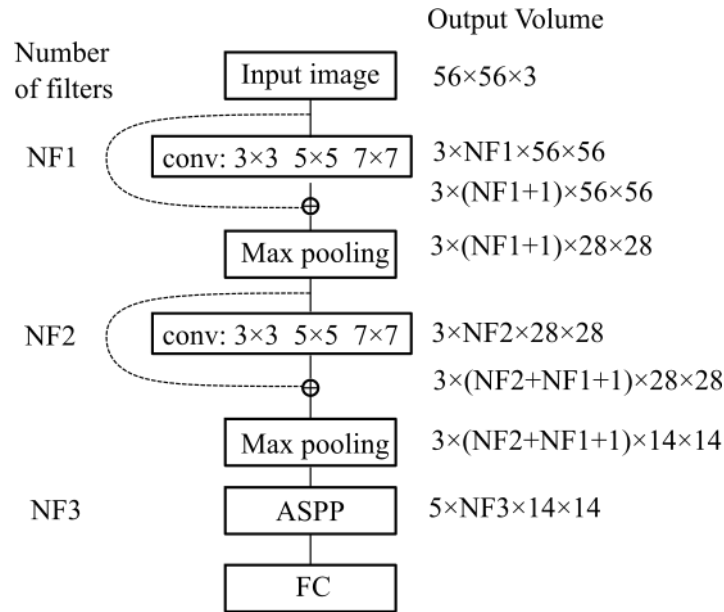 Output Volume
Number
of filters
Input image 56×56×3
NF1 conv: 3×3 5×5 7×7 3×NF1×56×56
3×(NF1+1)×56×56
Max pooling 3×(NF1+1)×28×28
NF2 conv: 3×3 5×5 7×7 3×NF2×28×28
3×(NF2+NF1+1)×28×28
Max pooling 3×(NF2+NF1+1)×14×14
NF3 ASPP 5×NF3×14×14
FC